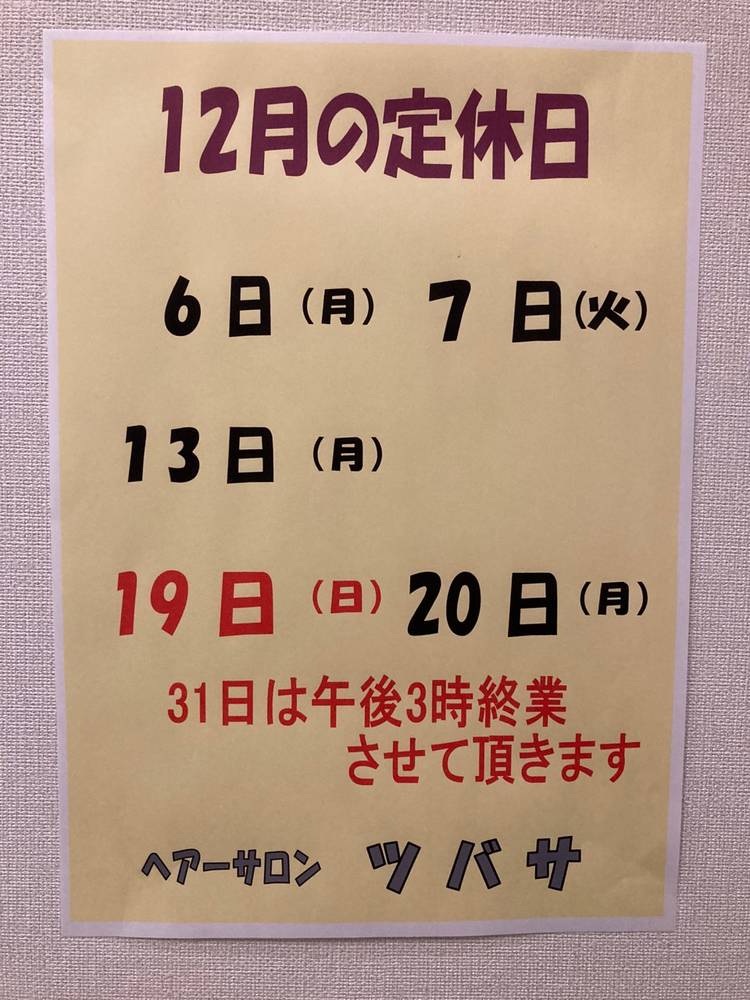 12月の定休日
6日（月） 7日(火)
13日（月）
19日（日） 20日（月）
31日は午後3時終業
させて頂きます
ヘアーサロン ツバサ